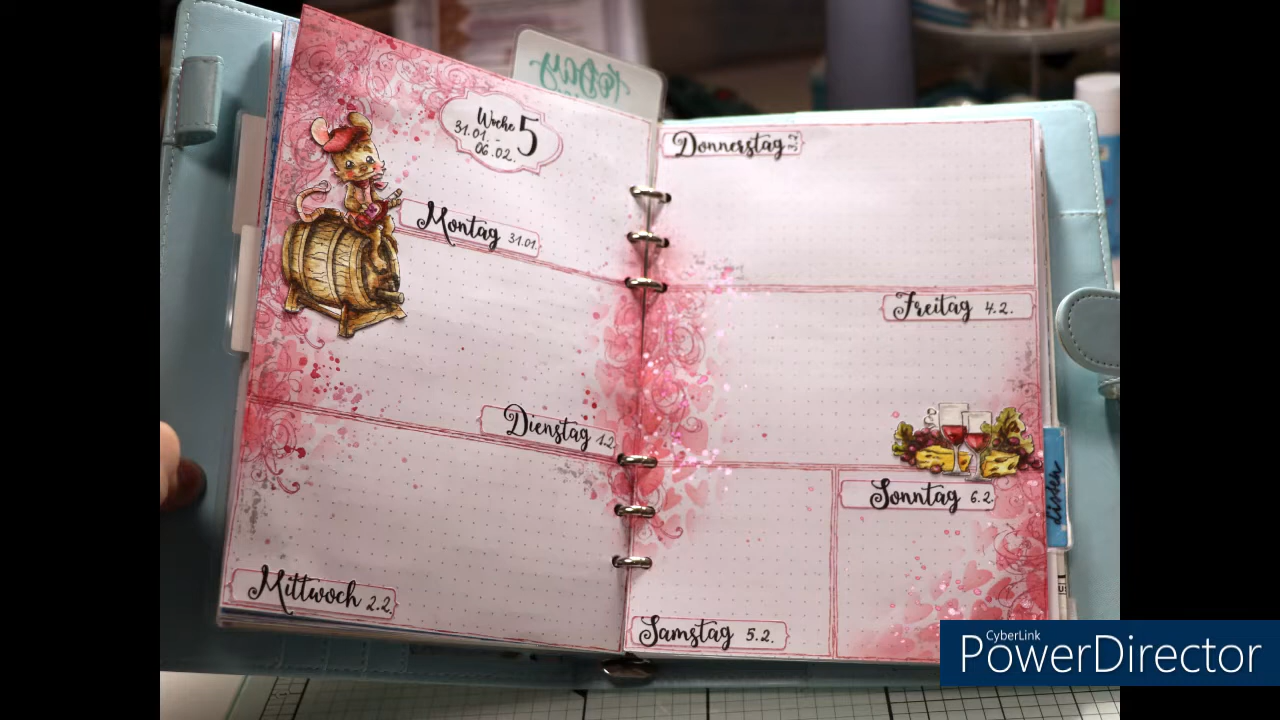 ToDay
Woche 5
31.01. -
06.02.
Montag 31.01.
Dienstag 1.2.
Mittwoch 2.2.
Donnerstag 3.2.
Freitag 4.2.
Samstag 5.2.
Sonntag 6.2.
CyberLink
PowerDirector